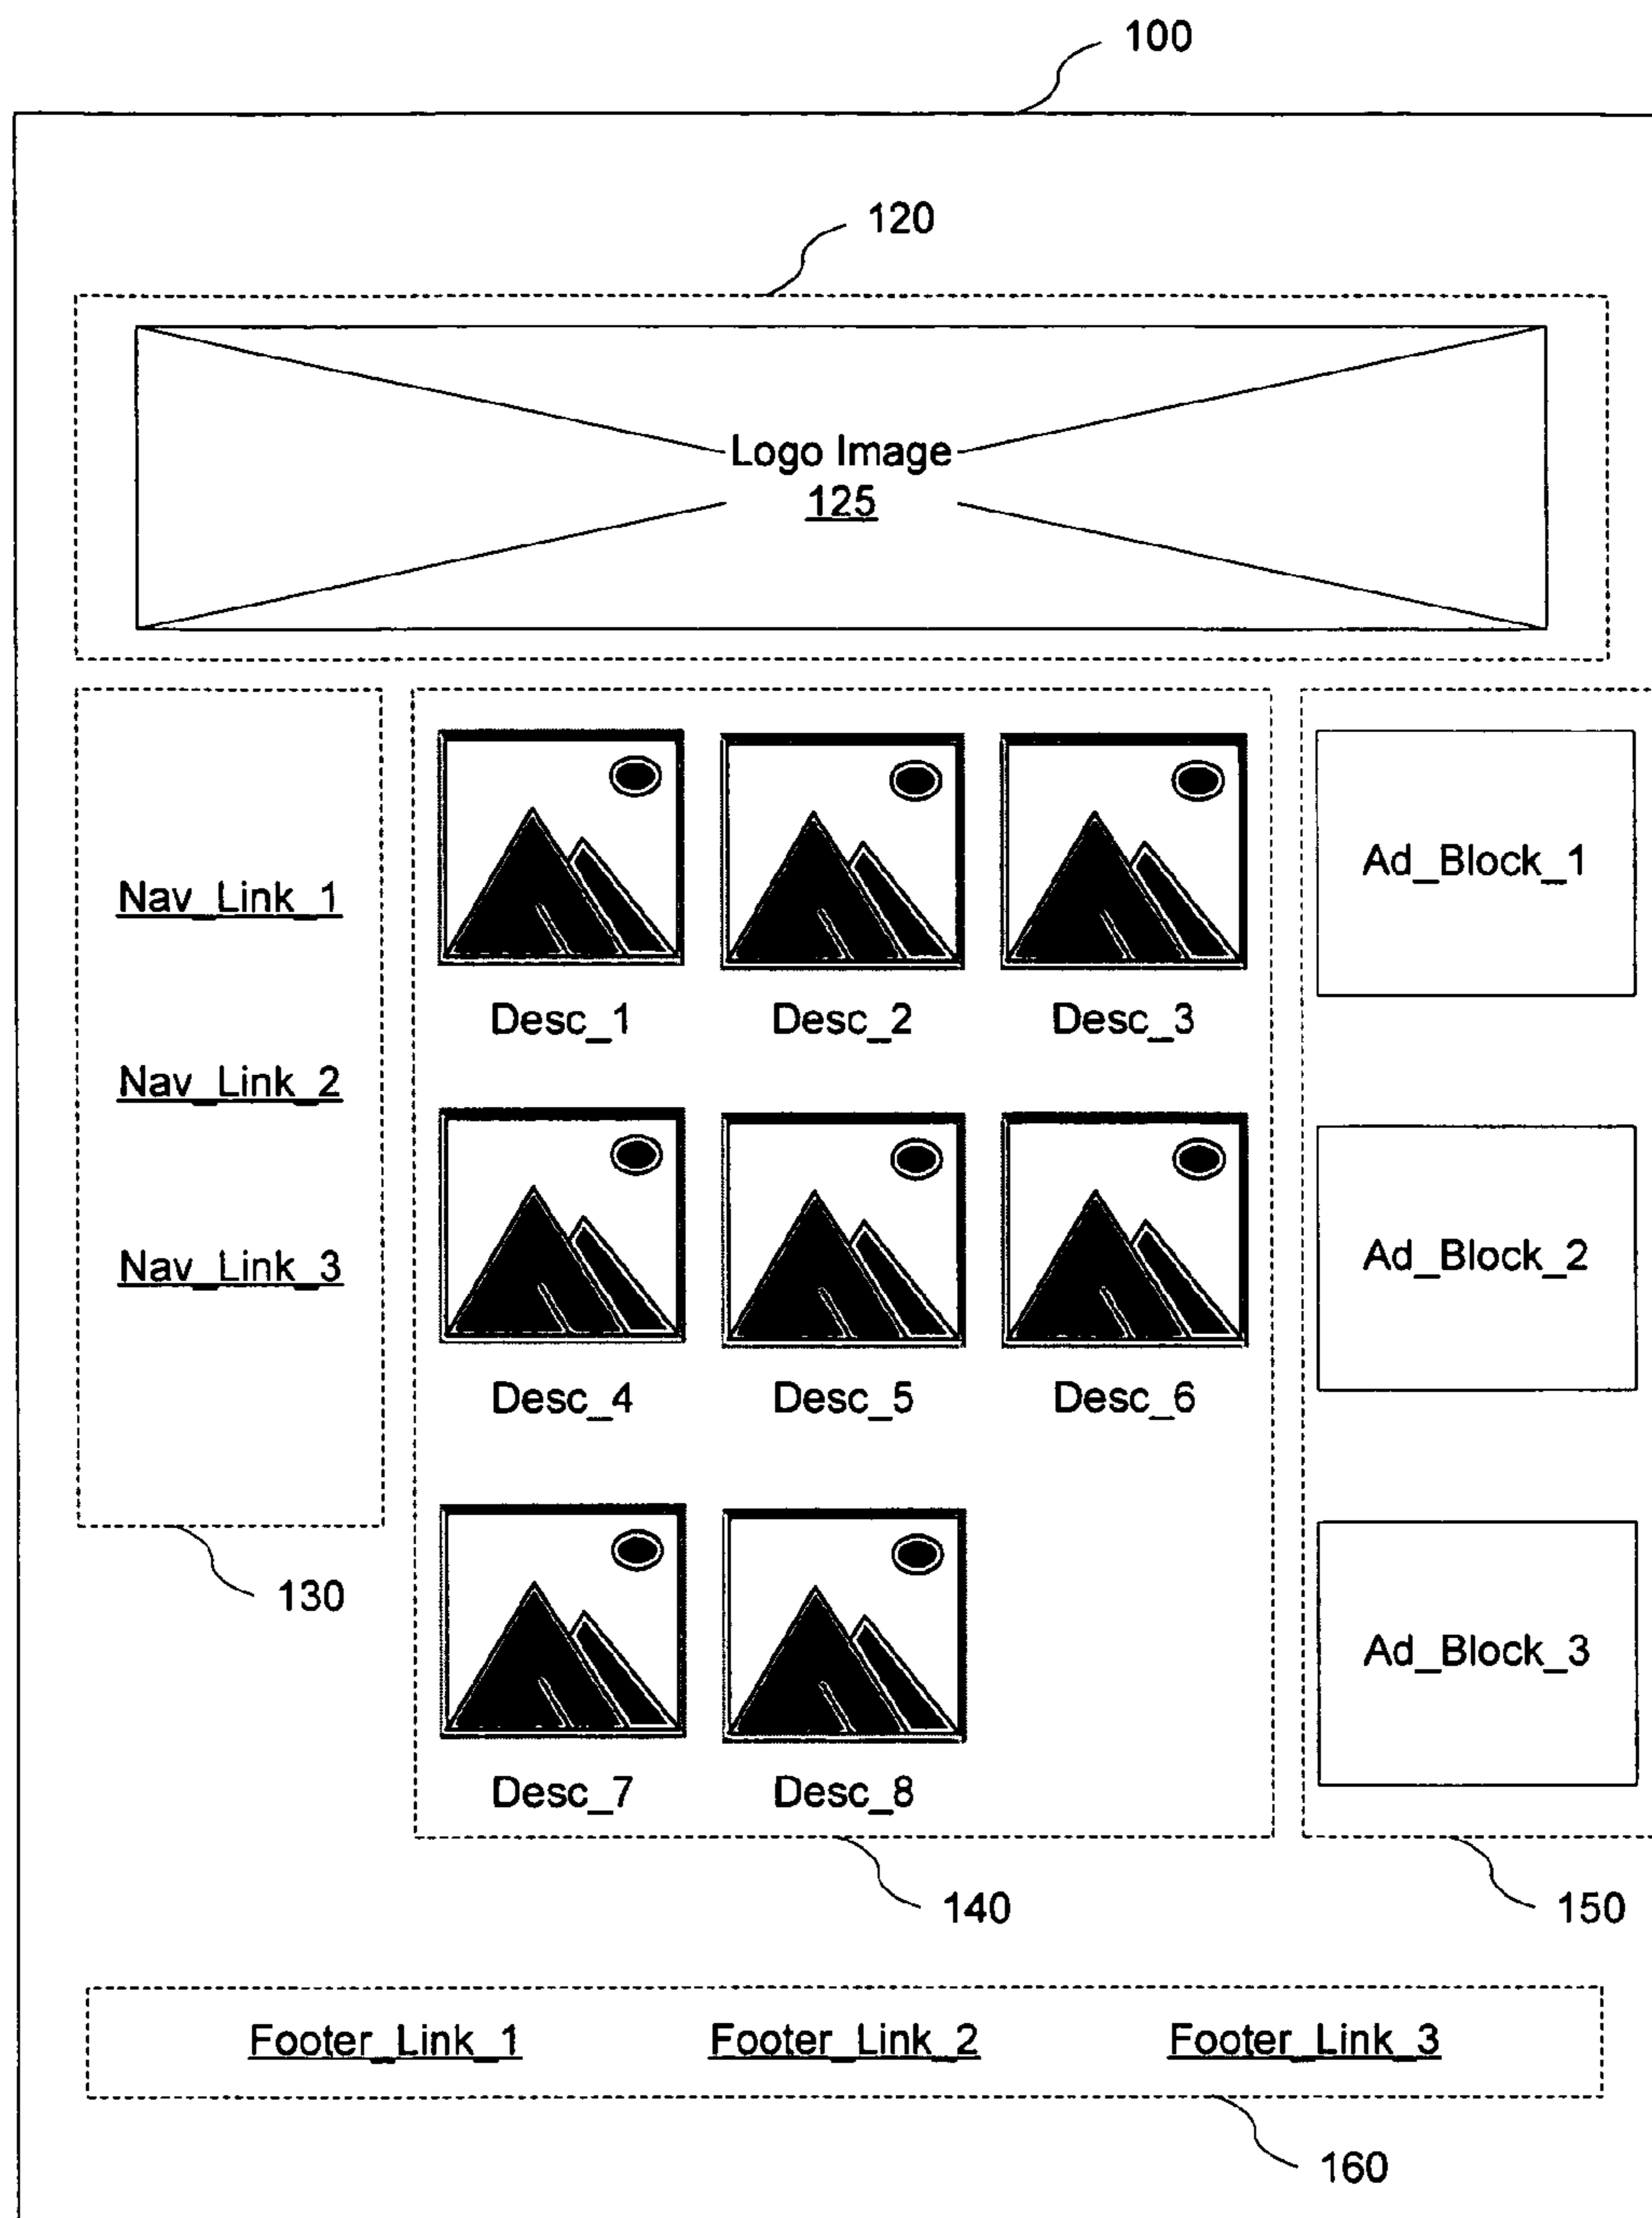 100
120
Logo Image
125
Nav_Link_1
Nav_Link_2
Nav_Link_3
130
Desc_1 Desc_2 Desc_3
Desc_4 Desc_5 Desc_6
Desc_7 Desc_8
140
Ad_Block_1
Ad_Block_2
Ad_Block_3
150
Footer_Link_1 Footer_Link_2 Footer_Link_3
160